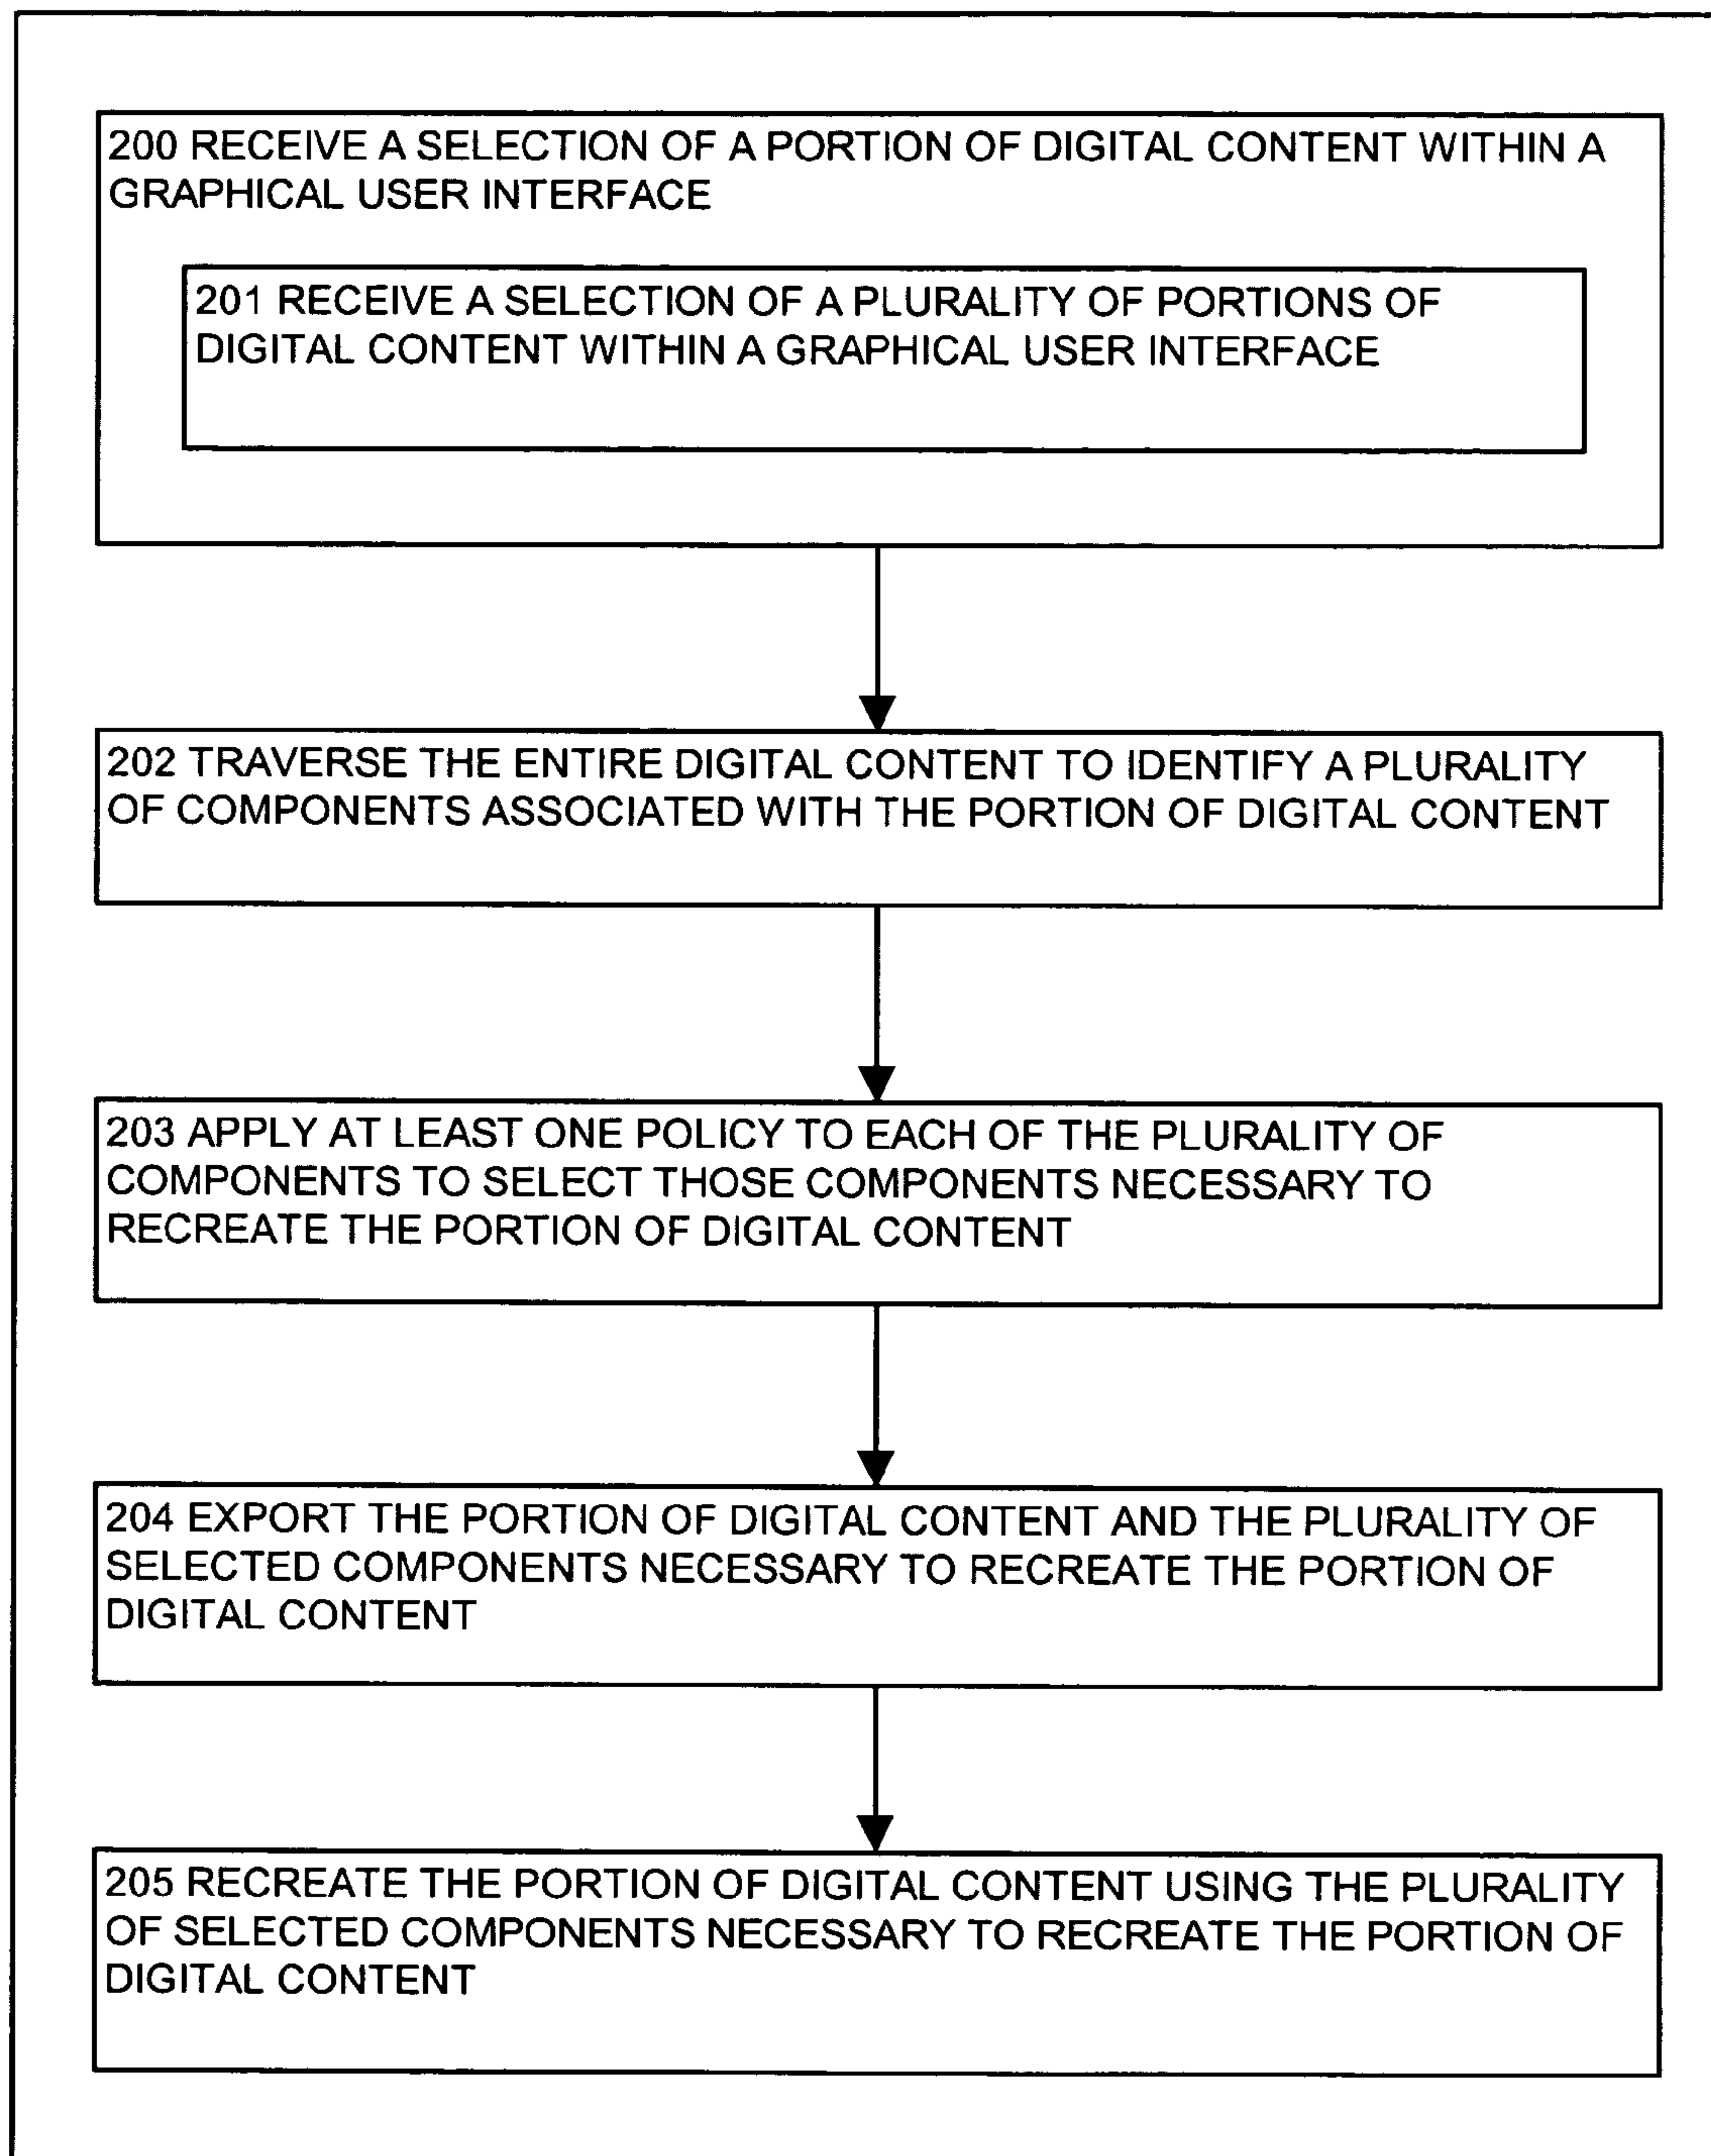 200 RECEIVE A SELECTION OF A PORTION OF DIGITAL CONTENT WITHIN A
GRAPHICAL USER INTERFACE
201 RECEIVE A SELECTION OF A PLURALITY OF PORTIONS OF
DIGITAL CONTENT WITHIN A GRAPHICAL USER INTERFACE
202 TRAVERSE THE ENTIRE DIGITAL CONTENT TO IDENTIFY A PLURALITY
OF COMPONENTS ASSOCIATED WITH THE PORTION OF DIGITAL CONTENT
203 APPLY AT LEAST ONE POLICY TO EACH OF THE PLURALITY OF
COMPONENTS TO SELECT THOSE COMPONENTS NECESSARY TO
RECREATE THE PORTION OF DIGITAL CONTENT
204 EXPORT THE PORTION OF DIGITAL CONTENT AND THE PLURALITY OF
SELECTED COMPONENTS NECESSARY TO RECREATE THE PORTION OF
DIGITAL CONTENT
205 RECREATE THE PORTION OF DIGITAL CONTENT USING THE PLURALITY
OF SELECTED COMPONENTS NECESSARY TO RECREATE THE PORTION OF
DIGITAL CONTENT